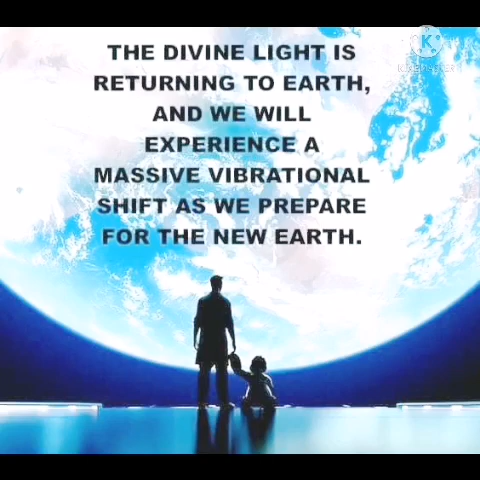 THE DIVINE LIGHT IS
RETURNING TO EARTH,
AND WE WILL
EXPERIENCE A
MASSIVE VIBRATIONAL
SHIFT AS WE PREPARE
FOR THE NEW EARTH.
K